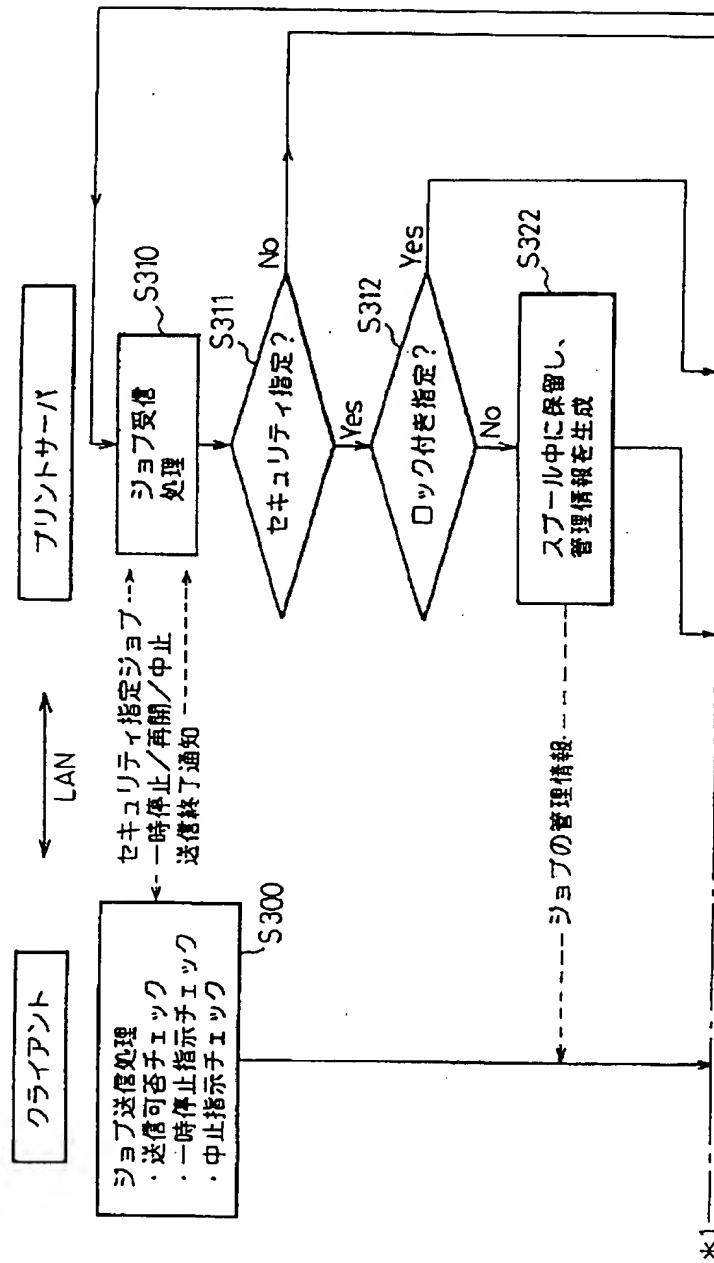 クライアント
LAN
プリントサーバ
ジョブ送信処理
・送信可否チェック
・一時停止指示チェック
・中止指示チェック
S300
セキュリティ指定ジョブ
一時停止/再開/中止
送信終了通知
ジョブ受信
処理
S310
セキュリティ指定?
S311
No
Yes
ロック付き指定?
S312
Yes
No
スプール中に保留し、
管理情報を生成
S322
ジョブの管理情報
*1